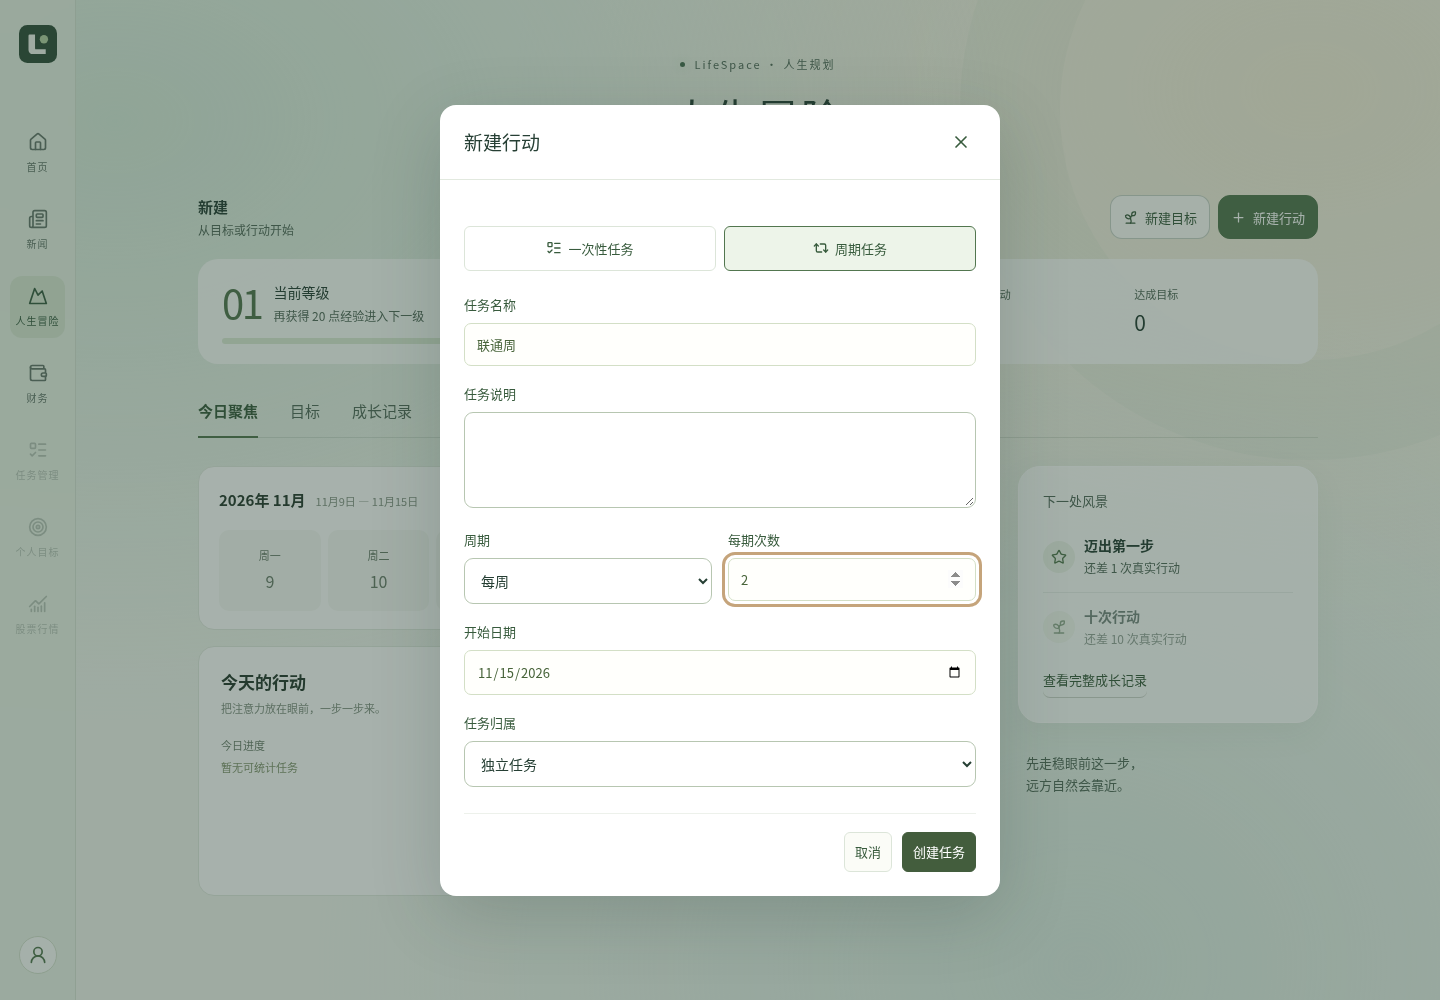 LifeSpace · 人生规划
首页
新闻
人生冒险
财务
任务管理
个人目标
股票行情
新建
从目标或行动开始
新建目标
新建行动
01
当前等级
再获得 20 点经验进入下一级
动
达成目标
0
今日聚焦
目标
成长记录
2026年 11月
11月9日 — 11月15日
周一
9
周二
10
今天的行动
把注意力放在眼前，一步一步来。
今日进度
暂无可统计任务
新建行动
一次性任务
周期任务
任务名称
联通周
任务说明
周期
每期次数
每周
2
开始日期
11/15/2026
任务归属
独立任务
取消
创建任务
下一处风景
迈出第一步
还差 1 次真实行动
十次行动
还差 10 次真实行动
查看完整成长记录
先走稳眼前这一步，
远方自然会靠近。